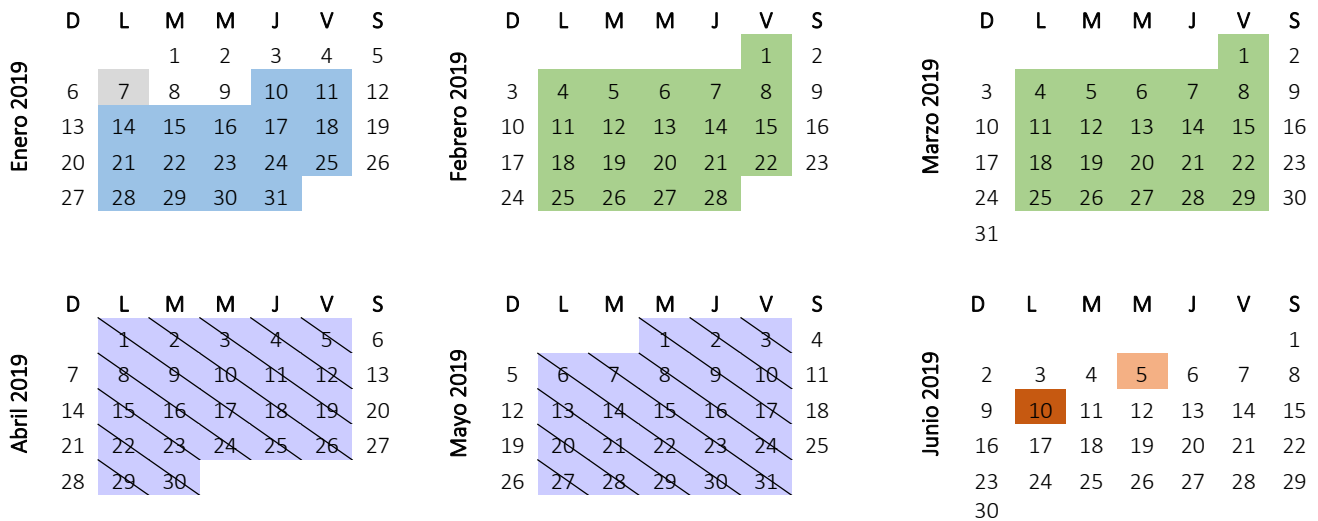 Enero 2019
D L M M J V S
1 2 3 4 5
6 7 8 9 10 11 12
13 14 15 16 17 18 19
20 21 22 23 24 25 26
27 28 29 30 31
Febrero 2019
D L M M J V S
1 2
3 4 5 6 7 8 9
10 11 12 13 14 15 16
17 18 19 20 21 22 23
24 25 26 27 28
Marzo 2019
D L M M J V S
1 2
3 4 5 6 7 8 9
10 11 12 13 14 15 16
17 18 19 20 21 22 23
24 25 26 27 28 29 30
31
Abril 2019
D L M M J V S
1 2 3 4 5 6
7 8 9 10 11 12 13
14 15 16 17 18 19 20
21 22 23 24 25 26 27
28 29 30
Mayo 2019
D L M M J V S
1 2 3 4
5 6 7 8 9 10 11
12 13 14 15 16 17 18
19 20 21 22 23 24 25
26 27 28 29 30 31
Junio 2019
D L M M J V S
1
2 3 4 5 6 7 8
9 10 11 12 13 14 15
16 17 18 19 20 21 22
23 24 25 26 27 28 29
30